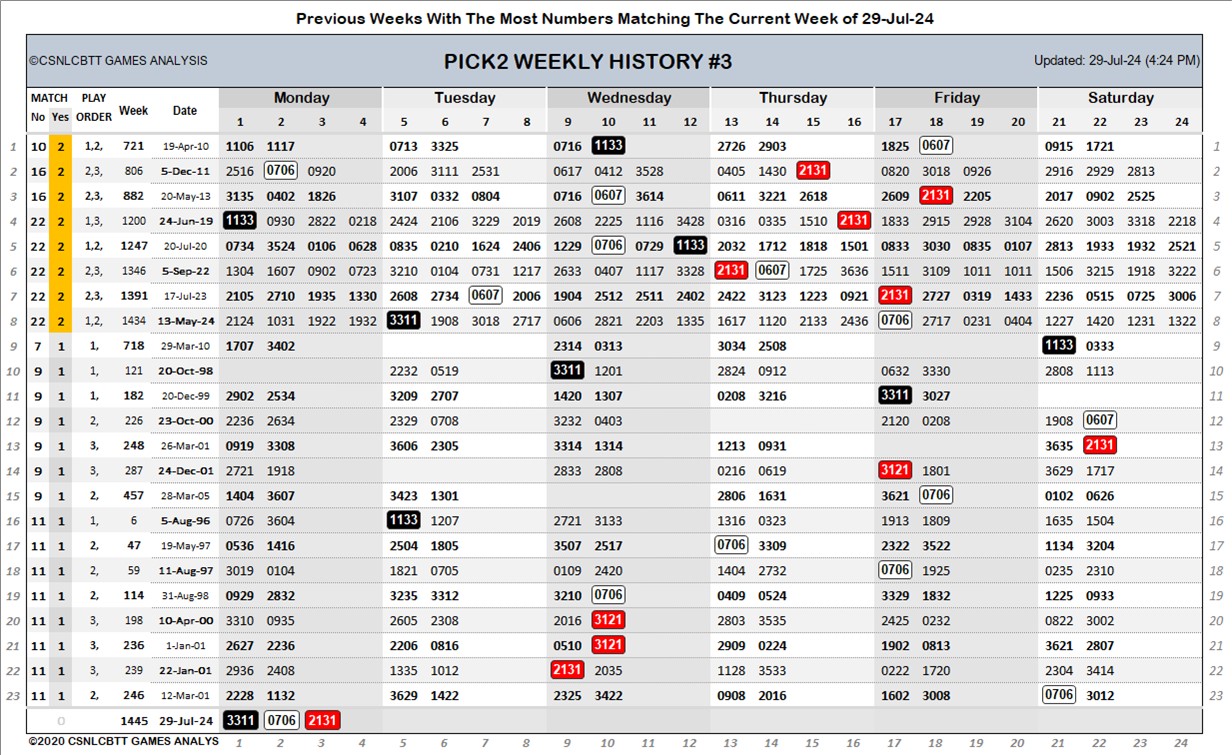 Previous Weeks With The Most Numbers Matching The Current Week of 29-Jul-24
©CSNLCBTT GAMES ANALYSIS PICK2 WEEKLY HISTORY #3 Updated: 29-Jul-24 (4:24 PM)
MATCH PLAY Week Date Monday Tuesday Wednesday Thursday Friday Saturday
No Yes ORDER 1 2 3 4 5 6 7 8 9 10 11 12 13 14 15 16 17 18 19 20 21 22 23 24
1 10 2 1,2, 721 19-Apr-10 1106 1117 0713 3325 0716 1133 2726 2903 1825 0607 0915 1721 1
2 16 2 2,3, 806 5-Dec-11 2516 0706 0920 2006 3111 2531 0617 0412 3528 0405 1430 2131 0820 3018 0926 2916 2929 2813 2
3 16 2 2,3, 882 20-May-13 3135 0402 1826 3107 0332 0804 0716 0607 3614 0611 3221 2618 2609 2131 2205 2017 0902 2525 3
4 22 2 1,3, 1200 24-Jun-19 1133 0930 2822 0218 2424 2106 3229 2019 2608 2225 1116 3428 0316 0335 1510 2131 1833 2915 2928 3104 2620 3003 3318 2218 4
5 22 2 1,2, 1247 20-Jul-20 0734 3524 0106 0628 0835 0210 1624 2406 1229 0706 0729 1133 2032 1712 1818 1501 0833 3030 0835 0107 2813 1933 1932 2521 5
6 22 2 2,3, 1346 5-Sep-22 1304 1607 0902 0723 3210 0104 0731 1217 2633 0407 1117 3328 2131 0607 1725 3636 1511 3109 1011 1011 1506 3215 1918 3222 6
7 22 2 2,3, 1391 17-Jul-23 2105 2710 1935 1330 2608 2734 0607 2006 1904 2512 2511 2402 2422 3123 1223 0921 2131 2727 0319 1433 2236 0515 0725 3006 7
8 22 2 1,2, 1434 13-May-24 2124 1031 1922 1932 3311 1908 3018 2717 0606 2821 2203 1335 1617 1120 2133 2436 0706 2717 0231 0404 1227 1420 1231 1322 8
9 7 1 1, 718 29-Mar-10 1707 3402 2314 0313 3034 2508 1133 0333 9
10 9 1 1, 121 20-Oct-98 2232 0519 3311 1201 2824 0912 0632 3330 2808 1113 10
11 9 1 1, 182 20-Dec-99 2902 2534 3209 2707 1420 1307 0208 3216 3311 3027 11
12 9 1 2, 226 23-Oct-00 2236 2634 2329 0708 3232 0403 2120 0208 1908 0607 12
13 9 1 3, 248 26-Mar-01 0919 3308 3606 2305 3314 1314 1213 0931 3635 2131 13
14 9 1 3, 287 24-Dec-01 2721 1918 2833 2808 0216 0619 3121 1801 3629 1717 14
15 9 1 2, 457 28-Mar-05 1404 3607 3423 1301 2806 1631 3621 0706 0102 0626 15
16 11 1 1, 6 5-Aug-96 0726 3604 1133 1207 2721 3133 1316 0323 1913 1809 1635 1504 16
17 11 1 2, 47 19-May-97 0536 1416 2504 1805 3507 2517 0706 3309 2322 3522 1134 3204 17
18 11 1 2, 59 11-Aug-97 3019 0104 1821 0705 0109 2420 1404 2732 0706 1925 0235 2310 18
19 11 1 2, 114 31-Aug-98 0929 2832 3235 3312 3210 0706 0409 0524 3329 1832 1225 0933 19
20 11 1 3, 198 10-Apr-00 3310 0935 2605 2308 2016 3121 2803 3535 2425 0232 0822 3002 20
21 11 1 3, 236 1-Jan-01 2627 2236 2206 0816 0510 3121 2909 0224 1902 0813 3621 2807 21
22 11 1 3, 239 22-Jan-01 2936 2408 1335 1012 2131 2035 1128 3533 0222 1720 2304 3414 22
23 11 1 2, 246 12-Mar-01 2228 1132 3629 1422 2325 3422 0908 2016 1602 3008 0706 3012 23
0 1445 29-Jul-24 3311 0706 2131
©2020 CSNLCBTT GAMES ANALYS 1 2 3 4 5 6 7 8 9 10 11 12 13 14 15 16 17 18 19 20 21 22 23 24